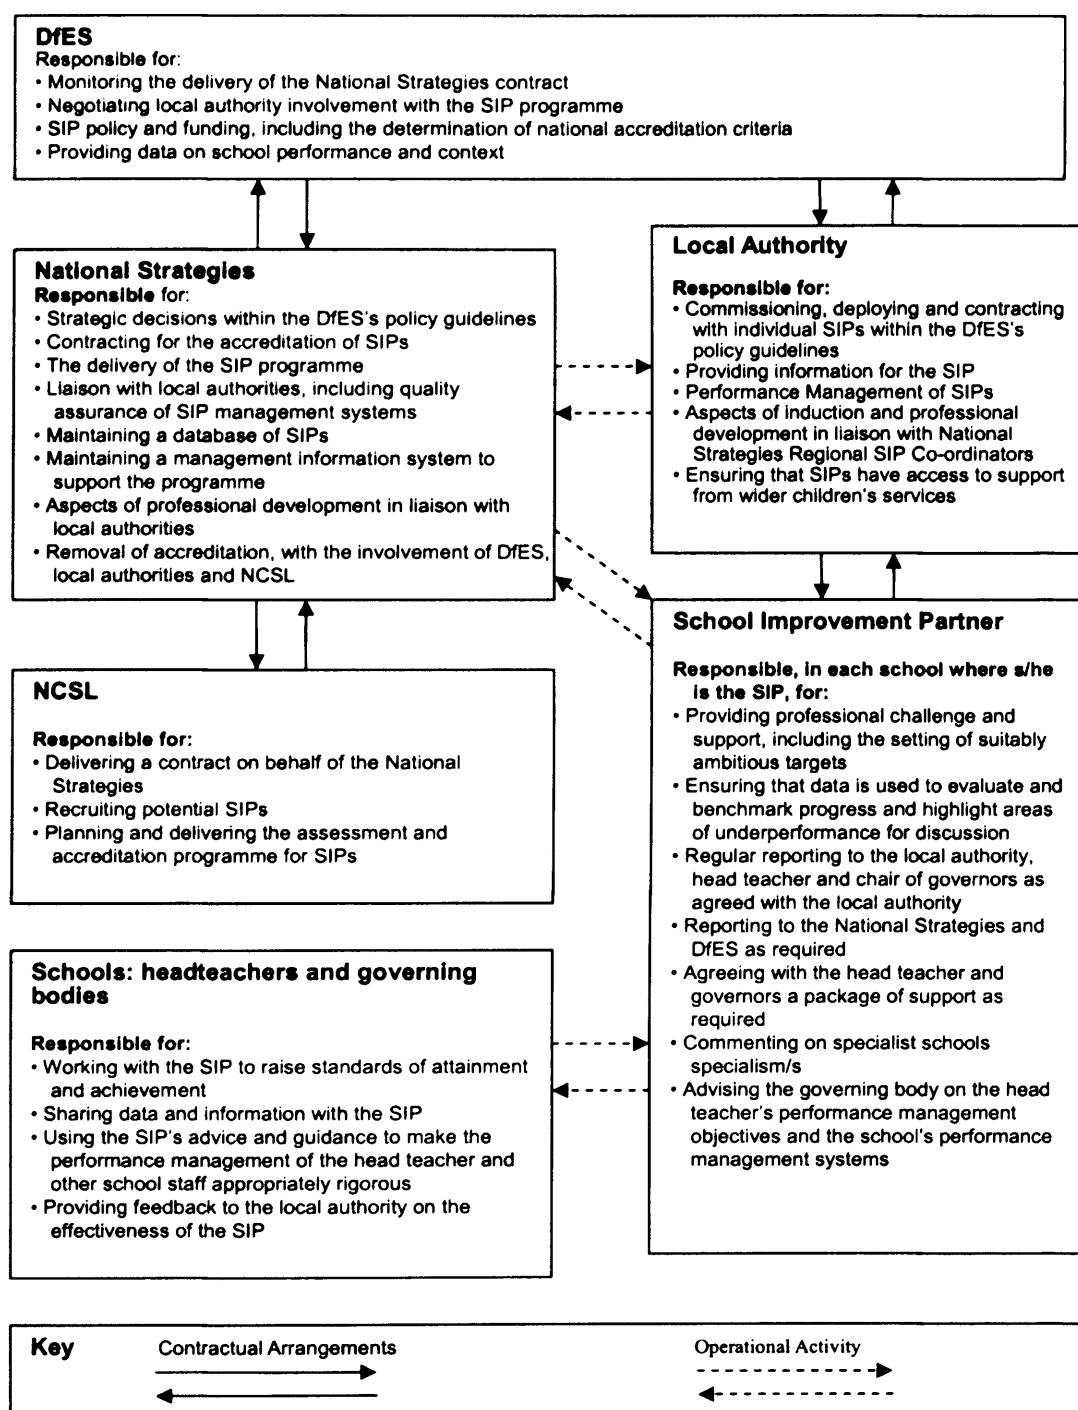 DfES
Responsible for:
• Monitoring the delivery of the National Strategies contract
• Negotiating local authority involvement with the SIP programme
• SIP policy and funding, including the determination of national accreditation criteria
• Providing data on school performance and context
National Strategies
Responsible for:
• Strategic decisions within the DfES's policy guidelines
• Contracting for the accreditation of SIPs
• The delivery of the SIP programme
• Liaison with local authorities, including quality
assurance of SIP management systems
• Maintaining a database of SIPs
• Maintaining a management information system to
support the programme
• Aspects of professional development in liaison with
local authorities
• Removal of accreditation, with the involvement of DfES,
local authorities and NCSL
Local Authority
Responsible for:
• Commissioning, deploying and contracting
with individual SIPs within the DfES's
policy guidelines
• Providing information for the SIP
• Performance Management of SIPs
• Aspects of induction and professional
development in liaison with National
Strategies Regional SIP Co-ordinators
• Ensuring that SIPs have access to support
from wider children's services
NCSL
Responsible for:
• Delivering a contract on behalf of the National
Strategies
• Recruiting potential SIPs
• Planning and delivering the assessment and
accreditation programme for SIPs
School Improvement Partner
Responsible, in each school where s/he
is the SIP, for:
• Providing professional challenge and
support, including the setting of suitably
ambitious targets
• Ensuring that data is used to evaluate and
benchmark progress and highlight areas
of underperformance for discussion
• Regular reporting to the local authority,
head teacher and chair of governors as
agreed with the local authority
• Reporting to the National Strategies and
DfES as required
• Agreeing with the head teacher and
governors a package of support as
required
• Commenting on specialist schools
specialism/s
• Advising the governing body on the head
teacher's performance management
objectives and the school's performance
management systems
Schools: headteachers and governing
bodies
Responsible for:
• Working with the SIP to raise standards of attainment
and achievement
• Sharing data and information with the SIP
• Using the SIP's advice and guidance to make the
performance management of the head teacher and
other school staff appropriately rigorous
• Providing feedback to the local authority on the
effectiveness of the SIP
Key
Contractual Arrangements
Operational Activity